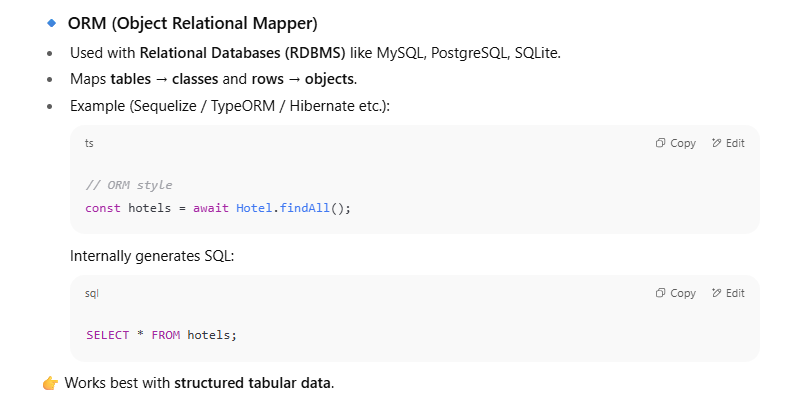 ORM (Object Relational Mapper)
Used with Relational Databases (RDBMS) like MySQL, PostgreSQL, SQLite.
Maps tables → classes and rows → objects.
Example (Sequelize / TypeORM / Hibernate etc.):
ts Copy Edit
// ORM style
const hotels = await Hotel.findAll();
Internally generates SQL:
sql Copy Edit
SELECT * FROM hotels;
👉 Works best with structured tabular data.